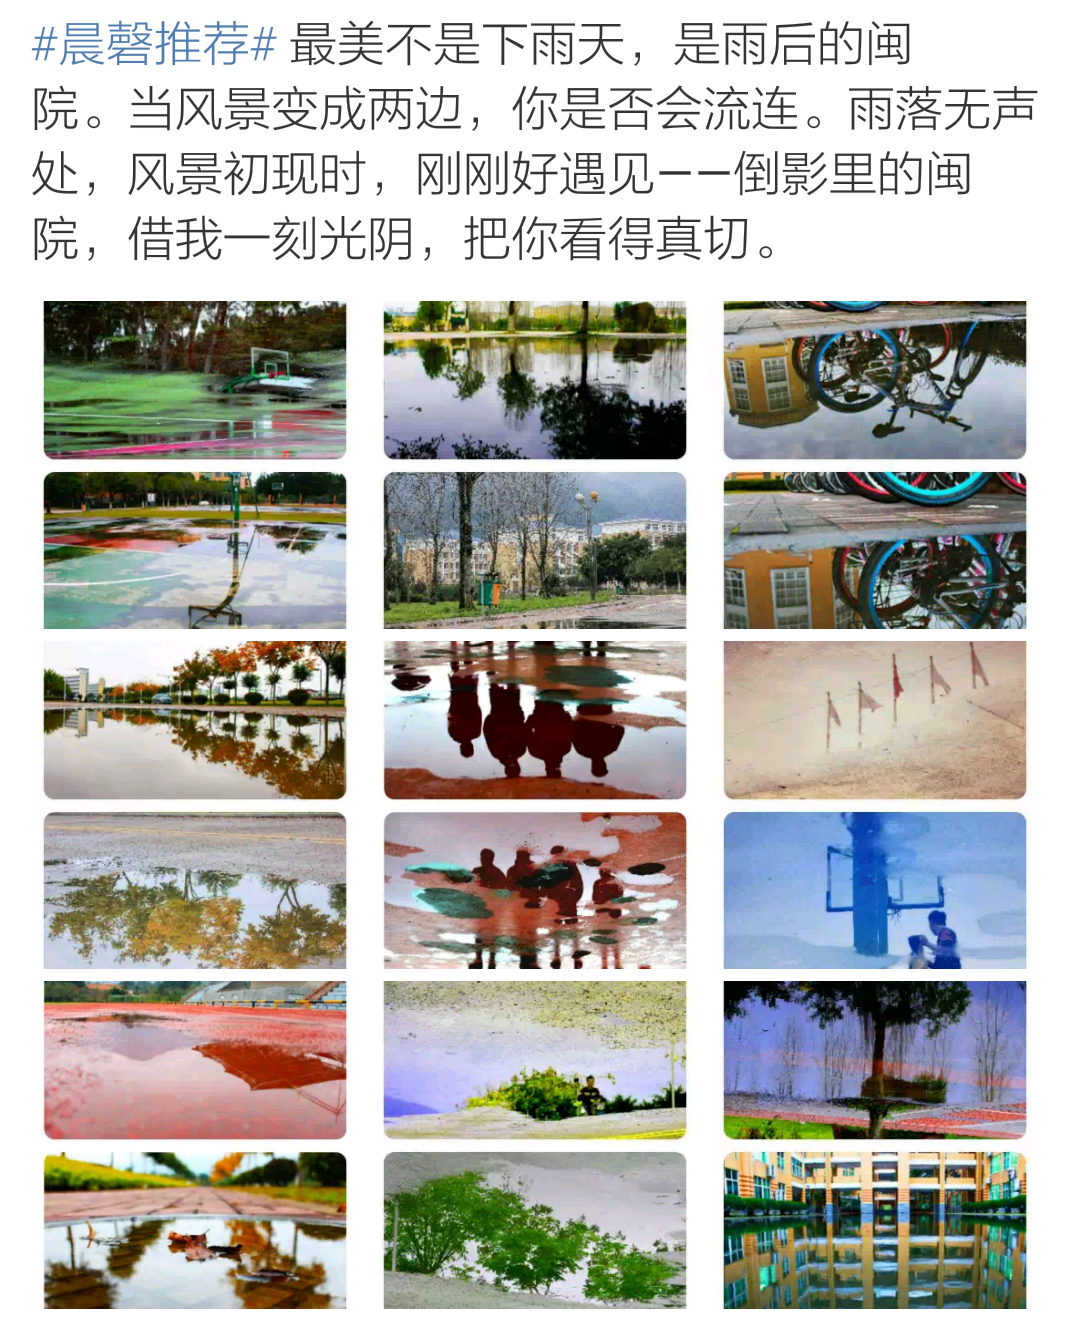 #晨磬推荐# 最美不是下雨天，是雨后的闽
院。当风景变成两边，你是否会流连。雨落无声
处，风景初现时，刚刚好遇见——倒影里的闽
院，借我一刻光阴，把你看得真切。